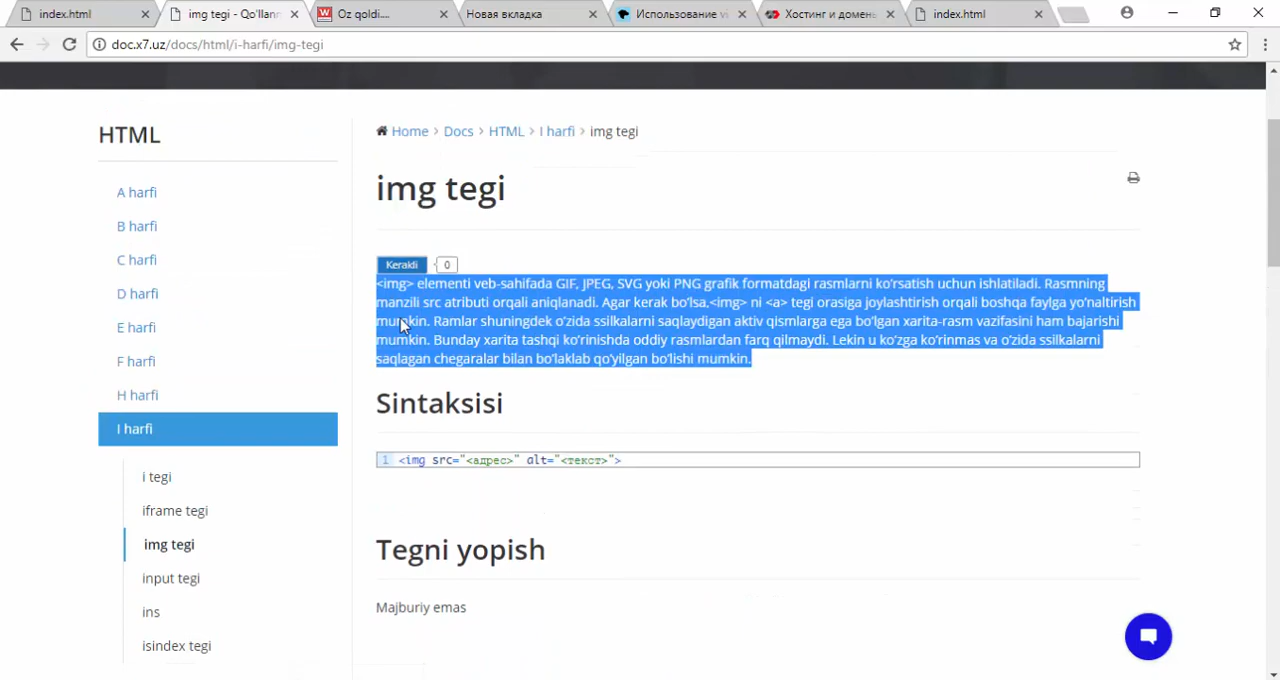 index.html
img tegi - Qo'llann
Oz qoldi....
Новая вкладка
Использование vi
Хостинг и домены
index.html
doc.x7.uz/docs/html/i-harfi/img-tegi
HTML
A harfi
B harfi
C harfi
D harfi
E harfi
F harfi
H harfi
I harfi
i tegi
iframe tegi
img tegi
input tegi
ins
isindex tegi
Home > Docs > HTML > I harfi > img tegi
img tegi
Kerakli 0
<img> elementi veb-sahifada GIF, JPEG, SVG yoki PNG grafik formatdagi rasmlarni ko'rsatish uchun ishlatiladi. Rasmning
manzili src atributi orqali aniqlanadi. Agar kerak bo'lsa,<img> ni <a> tegi orasiga joylashtirish orqali boshqa faylga yo'naltirish
mumkin. Ramlar shuningdek o'zida ssilkalarni saqlaydigan aktiv qismlarga ega bo'lgan xarita-rasm vazifasini ham bajarishi
mumkin. Bunday xarita tashqi ko'rinishda oddiy rasmlardan farq qilmaydi. Lekin u ko'zga ko'rinmas va o'zida ssilkalarni
saqlagan chegaralar bilan bo'laklab qo'yilgan bo'lishi mumkin.
Sintaksisi
1 <img src="<адрес>" alt="<текст>">
Tegni yopish
Majburiy emas